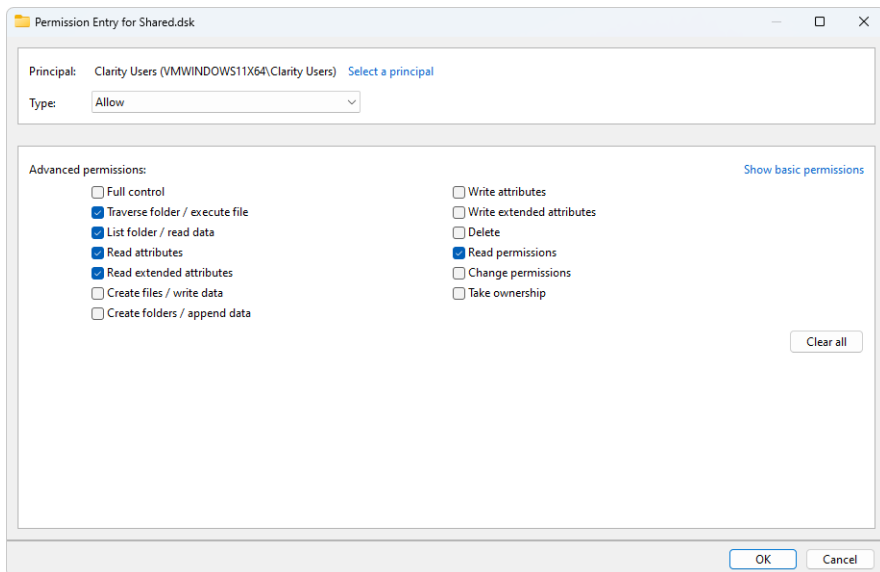 Permission Entry for Shared.dsk
Principal: Clarity Users (VMWINDOWS11X64\Clarity Users) Select a principal
Type: Allow
Advanced permissions: Show basic permissions
Full control
Traverse folder / execute file
List folder / read data
Read attributes
Read extended attributes
Create files / write data
Create folders / append data
Write attributes
Write extended attributes
Delete
Read permissions
Change permissions
Take ownership
Clear all
OK Cancel